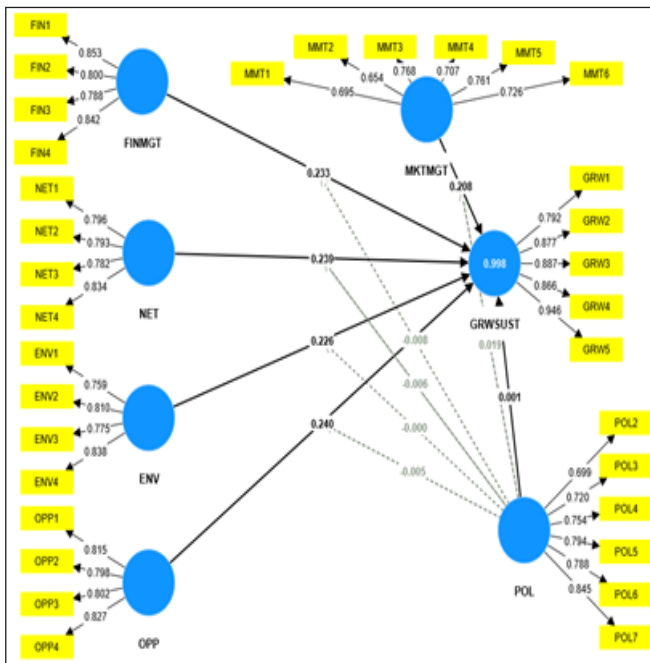 FIN1
0.853
FIN2
0.800
FIN3
0.788
FIN4
0.842
FINMGT
MMT1
MMT2
MMT3
MMT4
MMT5
MMT6
0.695
0.654
0.768
0.707
0.761
0.726
MKTMGT
NET1
0.796
NET2
0.793
NET3
0.782
NET4
0.834
NET
0.233
0.208
0.226
0.240
GRW1
0.792
GRW2
0.877
GRW3
0.887
GRW4
0.866
GRW5
0.946
0.998
GRWSUST
ENV1
0.759
ENV2
0.810
ENV3
0.775
ENV4
0.838
ENV
-0.008
-0.006
-0.000
-0.005
0.019
0.001
OPP1
0.815
OPP2
0.798
OPP3
0.802
OPP4
0.827
OPP
POL2
0.699
POL3
0.720
POL4
0.754
POL5
0.794
POL6
0.788
POL7
0.845
POL